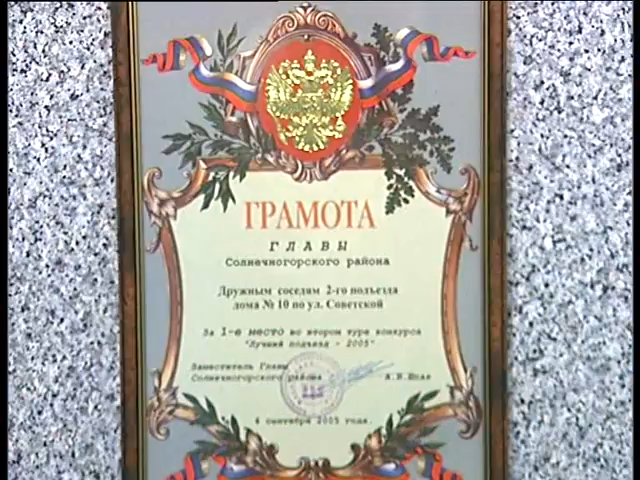 ГРАМОТА
ГЛАВЫ
Солнечногорского района
Дружным соседям 2-го подъезда
дома № 10 по ул. Советской
За 1-е место во втором туре конкурса
"Лучший подъезд - 2005"
Заместитель Главы
Солнечногорского района
6 сентября 2005 года.